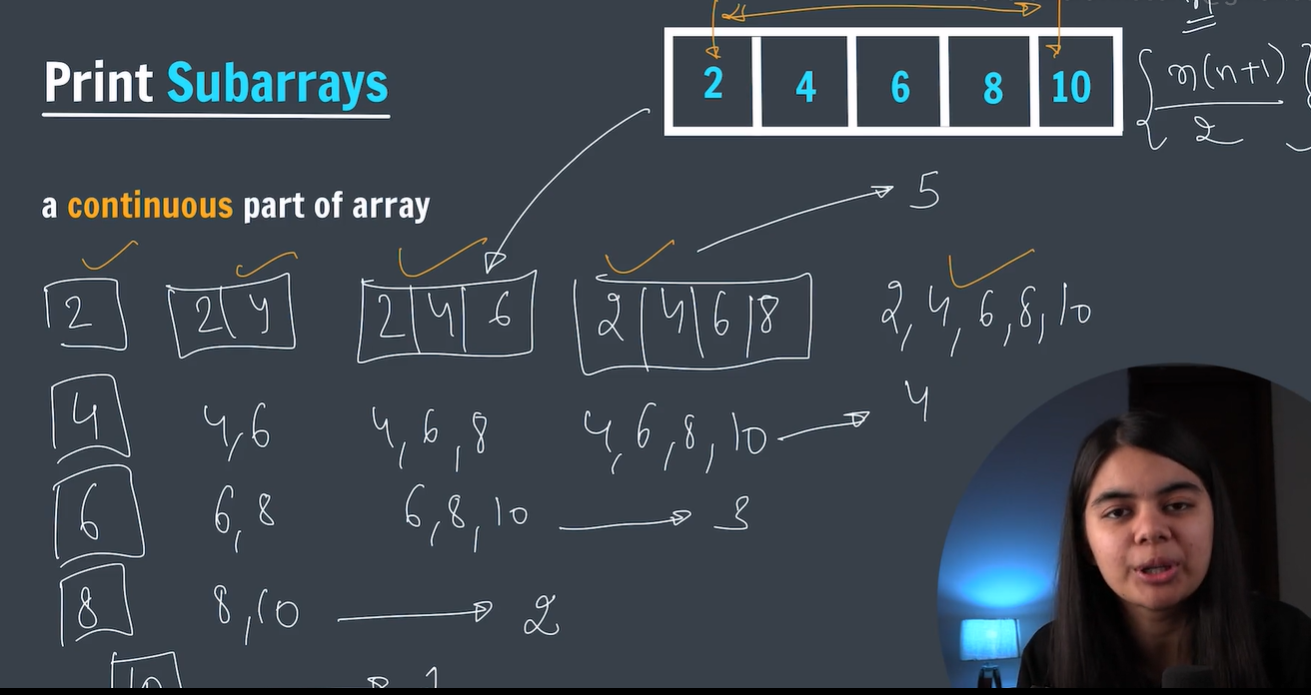 Print Subarrays
2 4 6 8 10
n(n+1)
2
a continuous part of array
5
2 2 4 2 4 6 2 4 6 8 2, 4, 6, 8, 10
4 4,6 4, 6, 8 4, 6, 8, 10 4
6 6, 8 6, 8, 10 3
8 8, 10 2
10 1